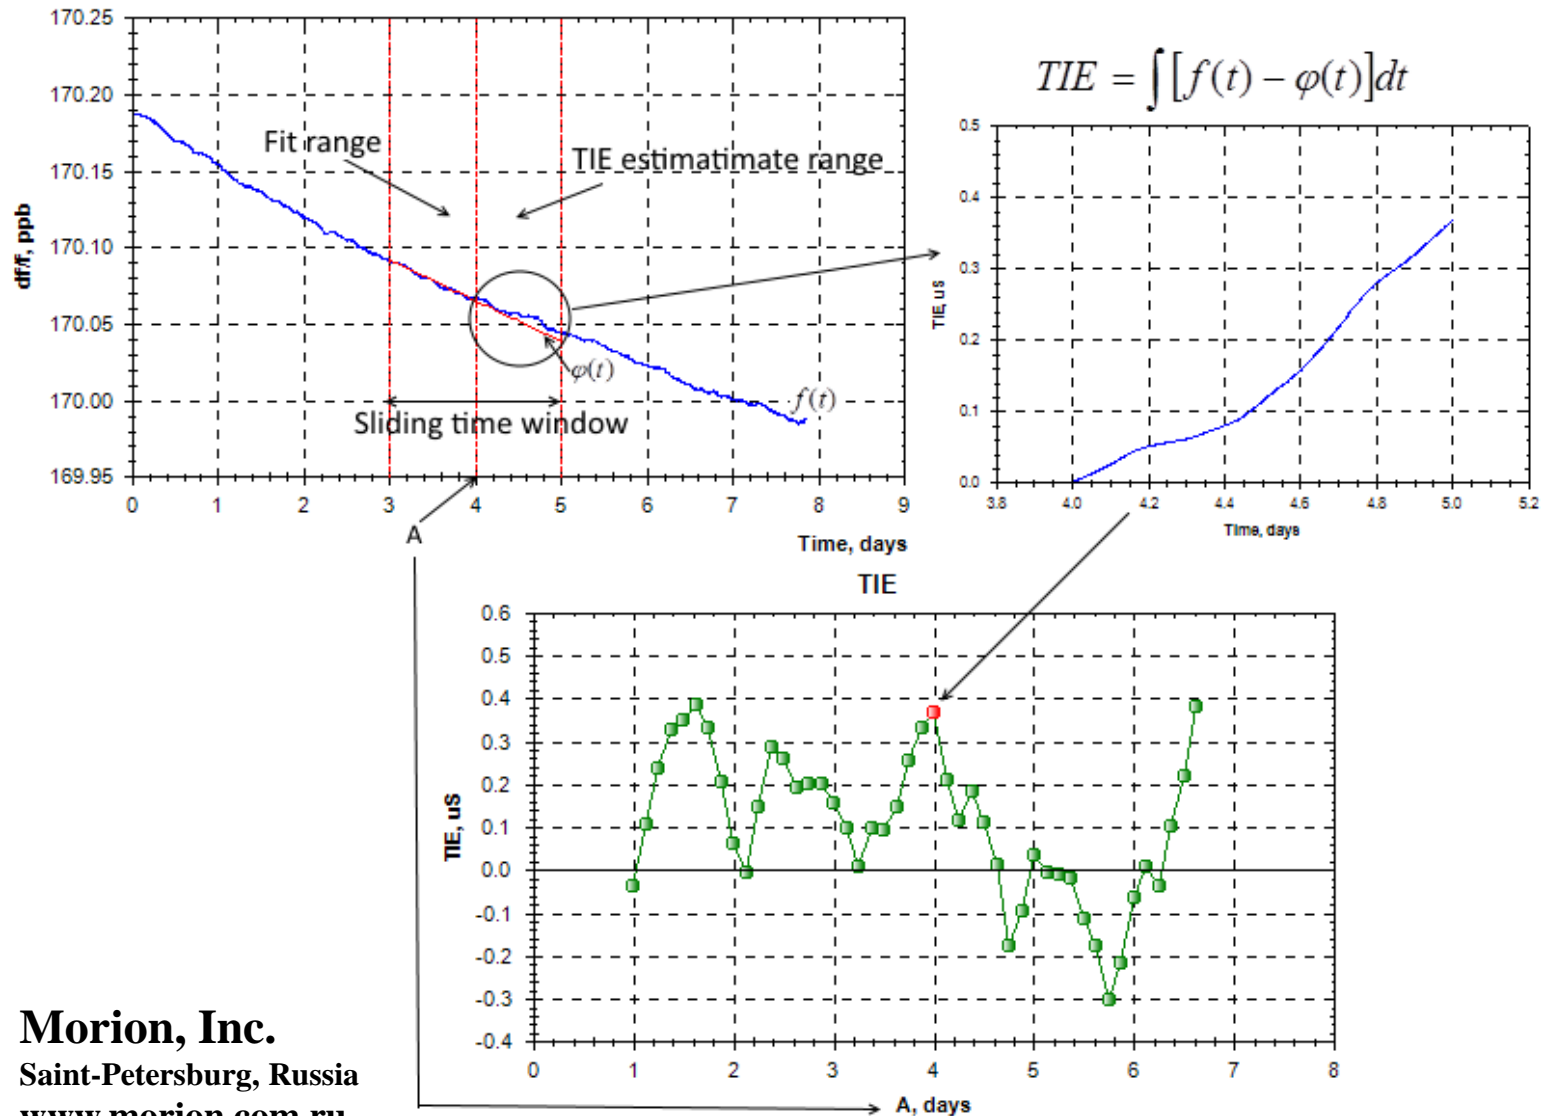 170.25
170.20
170.15
170.10
170.05
170.00
169.95
df/f, ppb
0 1 2 3 4 5 6 7 8 9
Time, days
Fit range
TIE estimatimate range
φ(t)
f(t)
Sliding time window
A
TIE = ∫[f(t) − φ(t)]dt
0.5
0.4
0.3
0.2
0.1
0.0
TIE, us
3.8 4.0 4.2 4.4 4.6 4.8 5.0 5.2
Time, days
TIE
0.6
0.5
0.4
0.3
0.2
0.1
0.0
-0.1
-0.2
-0.3
-0.4
TIE, uS
0 1 2 3 4 5 6 7 8
A, days
Morion, Inc.
Saint-Petersburg, Russia
www.morion.com.ru